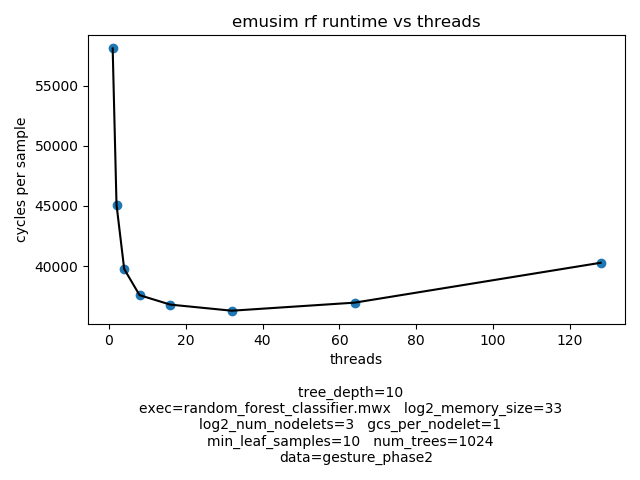 emusim rf runtime vs threads
55000
50000
45000
40000
cycles per sample
0 20 40 60 80 100 120
threads
tree_depth=10
exec=random_forest_classifier.mwx log2_memory_size=33
log2_num_nodelets=3 gcs_per_nodelet=1
min_leaf_samples=10 num_trees=1024
data=gesture_phase2